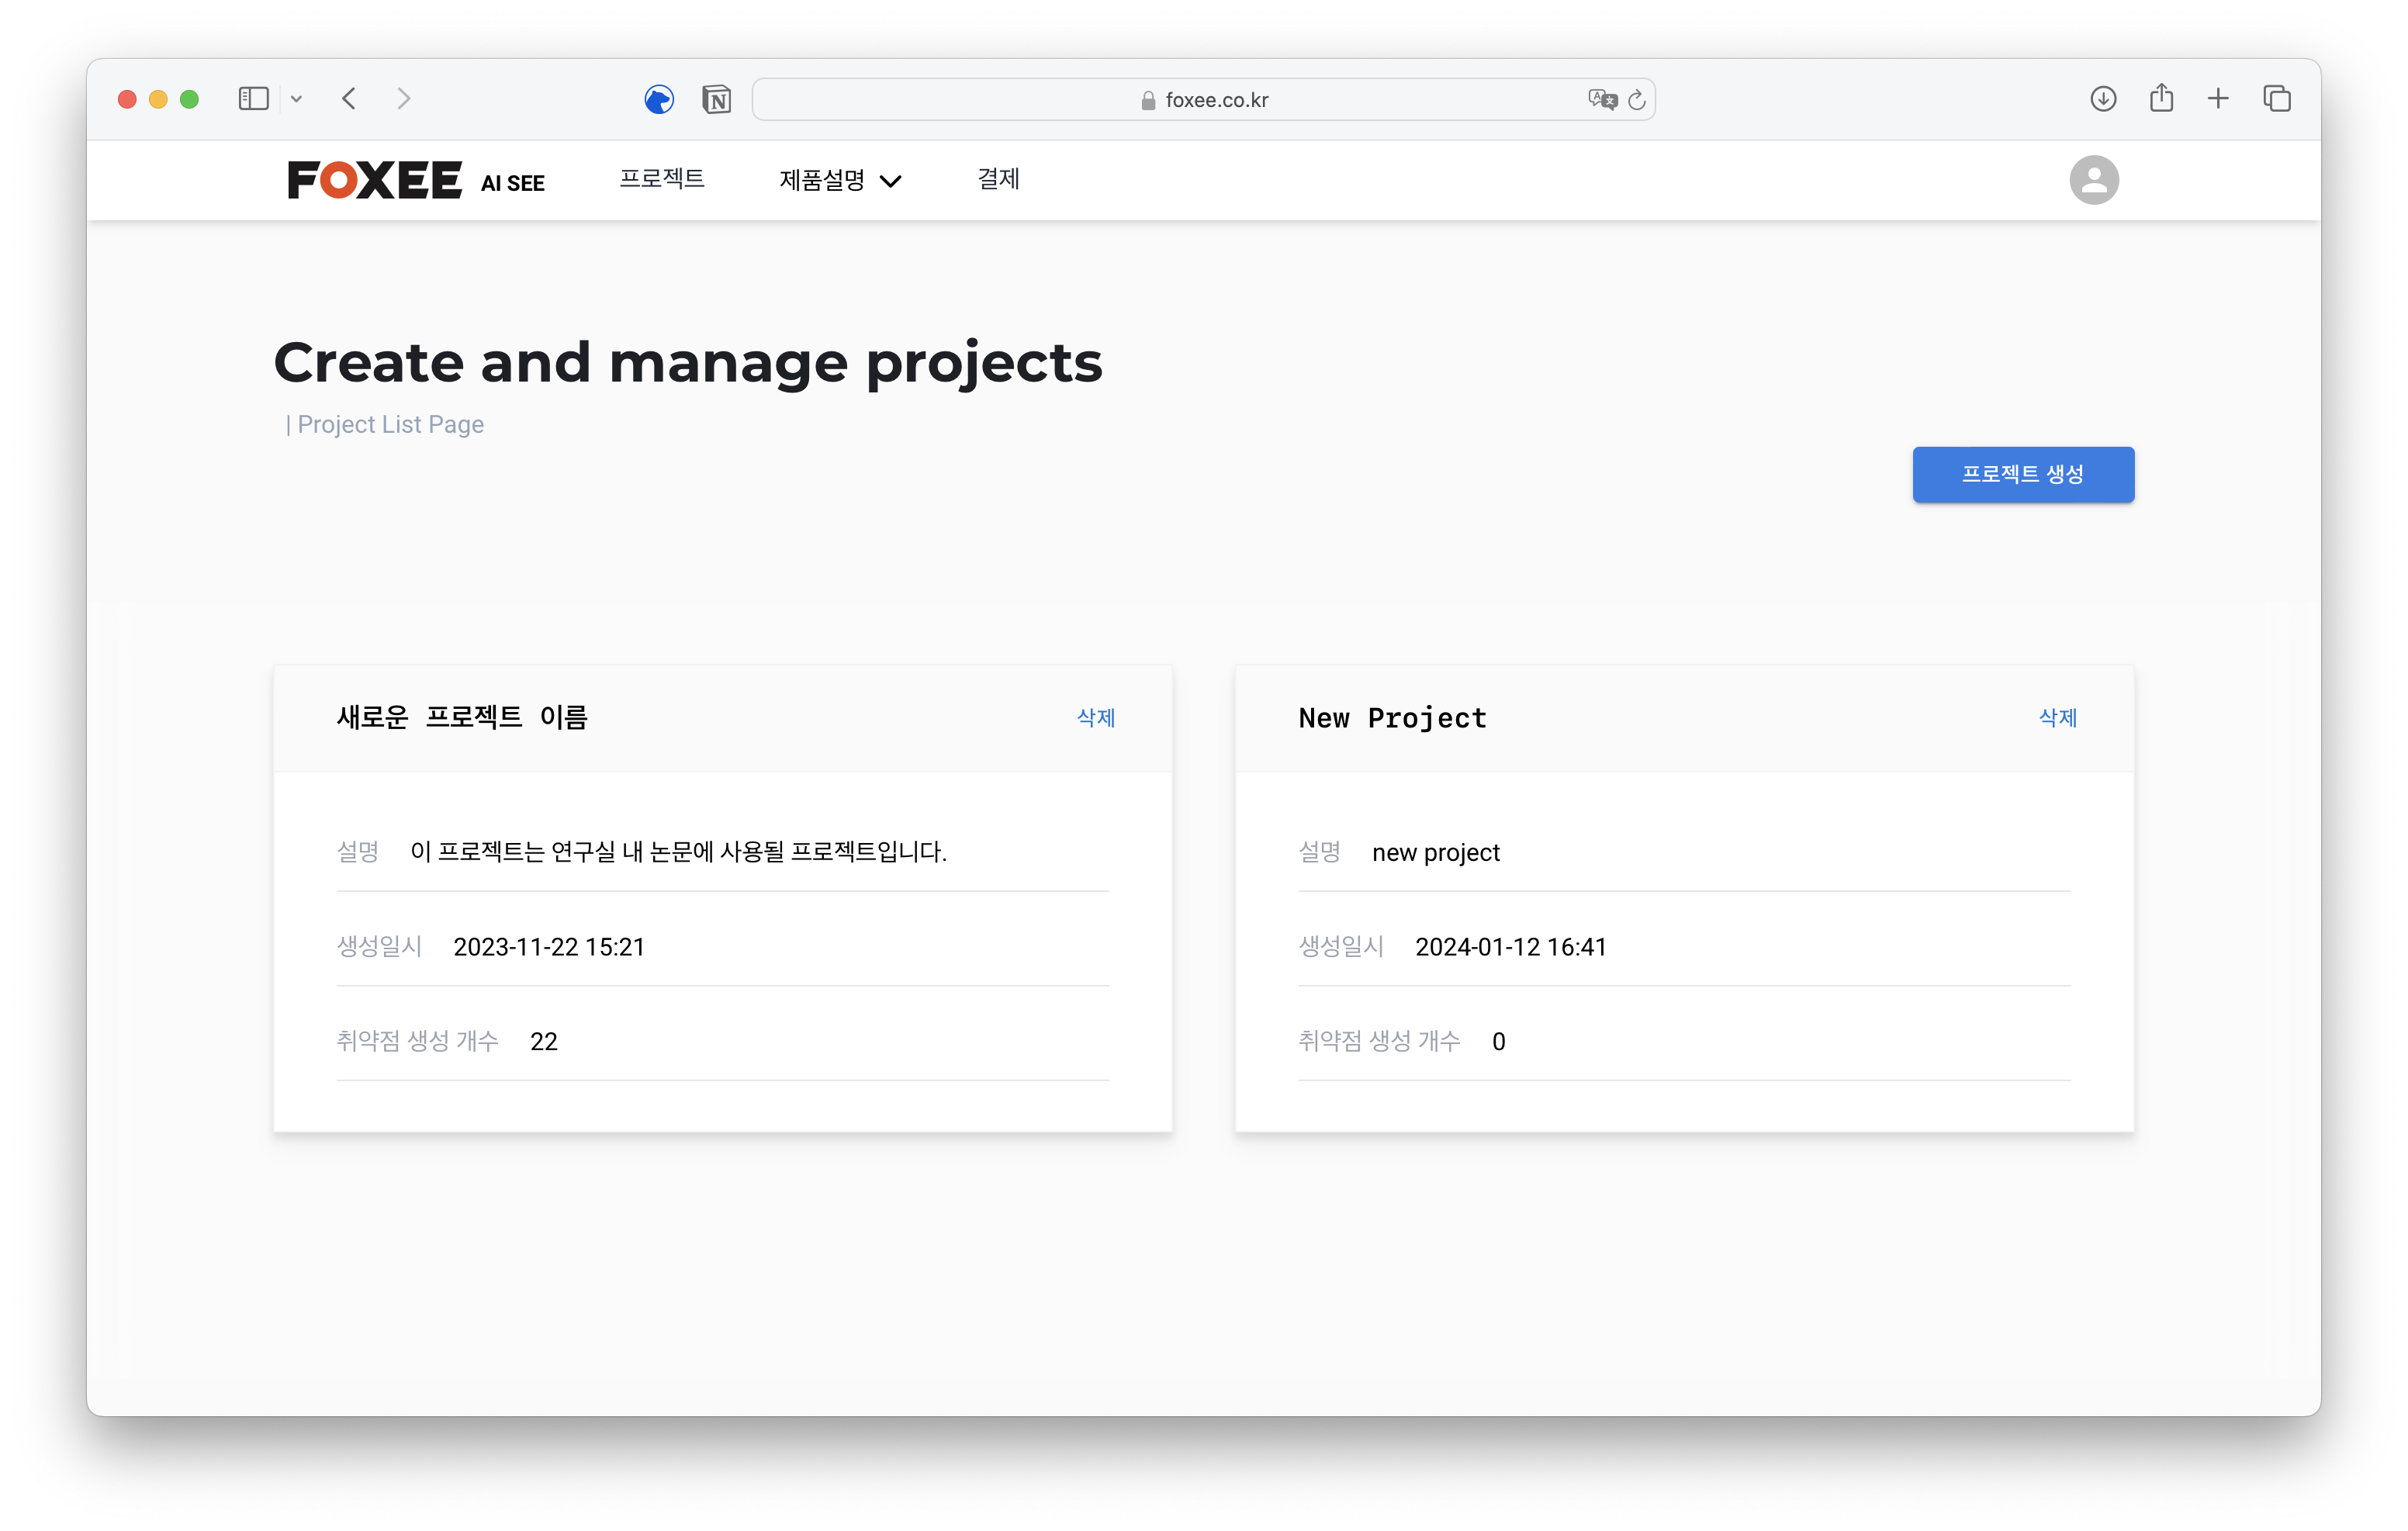 foxee.co.kr
FOXEE AI SEE 프로젝트 제품설명 결제
Create and manage projects
| Project List Page
프로젝트 생성
새로운 프로젝트 이름 삭제
설명 이 프로젝트는 연구실 내 논문에 사용될 프로젝트입니다.
생성일시 2023-11-22 15:21
취약점 생성 개수 22
New Project 삭제
설명 new project
생성일시 2024-01-12 16:41
취약점 생성 개수 0